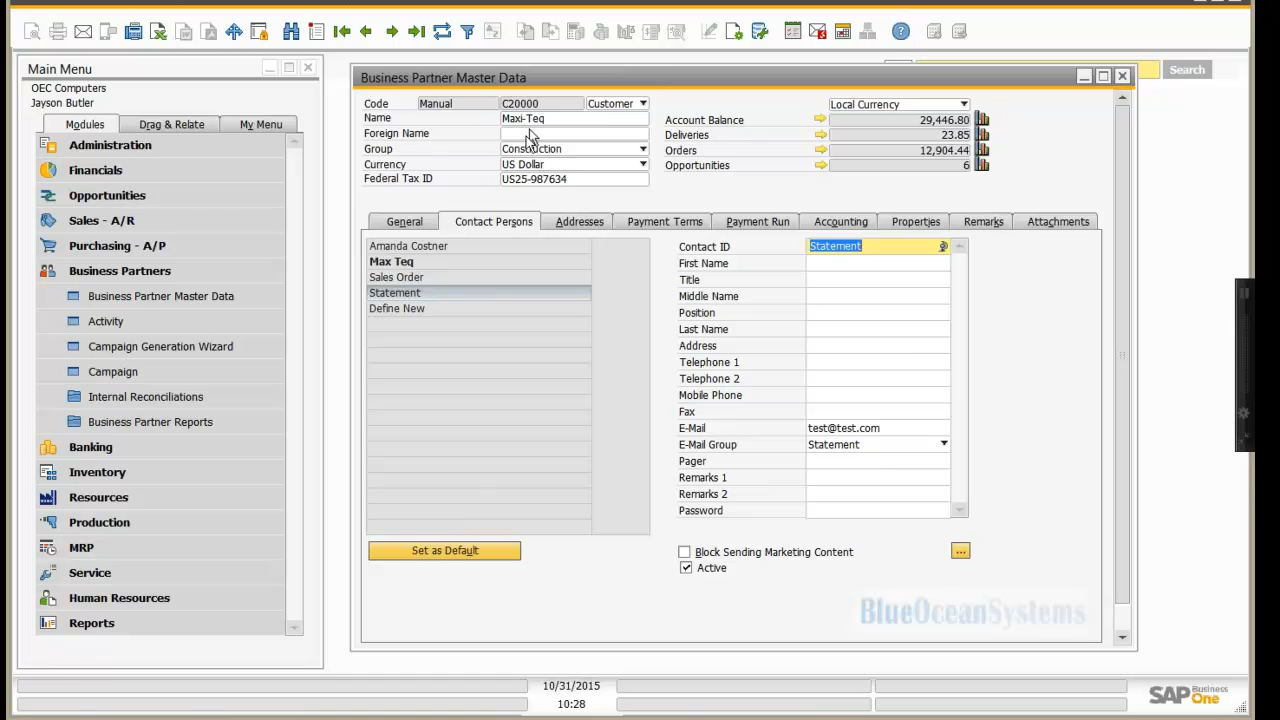 Main Menu
OEC Computers
Jayson Butler
Modules Drag & Relate My Menu
Administration
Financials
Opportunities
Sales - A/R
Purchasing - A/P
Business Partners
Business Partner Master Data
Activity
Campaign Generation Wizard
Campaign
Internal Reconciliations
Business Partner Reports
Banking
Inventory
Resources
Production
MRP
Service
Human Resources
Reports
Search
Business Partner Master Data
Code Manual C20000 Customer
Name Maxi-Teq
Foreign Name
Group Construction
Currency US Dollar
Federal Tax ID US25-987634
Local Currency
Account Balance 29,446.80
Deliveries 23.85
Orders 12,904.44
Opportunities 6
General Contact Persons Addresses Payment Terms Payment Run Accounting Properties Remarks Attachments
Amanda Costner
Max Teq
Sales Order
Statement
Define New
Set as Default
Contact ID Statement
First Name
Title
Middle Name
Position
Last Name
Address
Telephone 1
Telephone 2
Mobile Phone
Fax
E-Mail test@test.com
E-Mail Group Statement
Pager
Remarks 1
Remarks 2
Password
Block Sending Marketing Content
...
Active
BlueOceanSystems
10/31/2015
10:28
SAP Business One